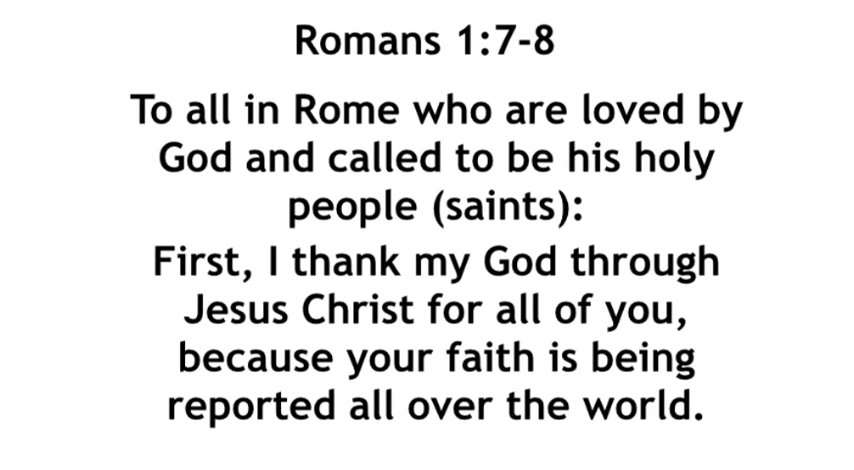 Romans 1:7-8
To all in Rome who are loved by
God and called to be his holy
people (saints):
First, I thank my God through
Jesus Christ for all of you,
because your faith is being
reported all over the world.